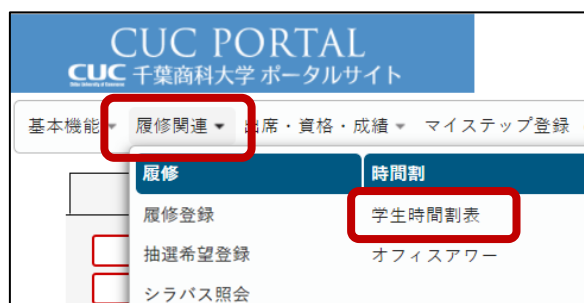 CUC PORTAL
CUC 千葉商科大学 ポータルサイト
基本機能 履修関連 出席・資格・成績 マイステップ登録
履修 時間割
履修登録 学生時間割表
抽選希望登録 オフィスアワー
シラバス照会